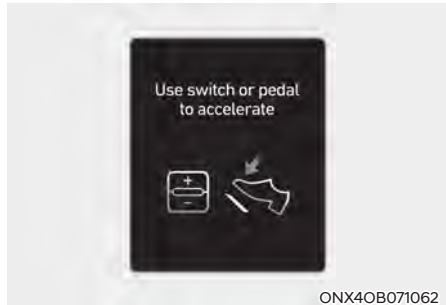 Use switch or pedal
to accelerate
+
−
ONX4OB071062